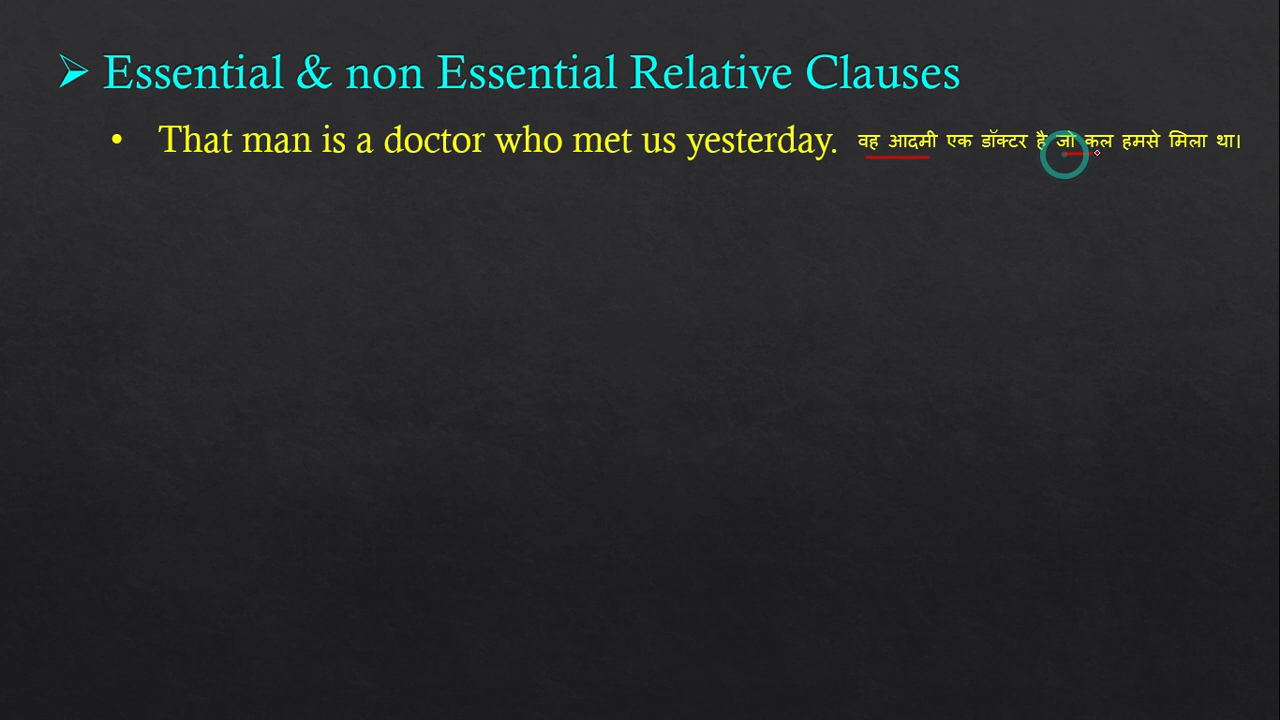 Essential & non Essential Relative Clauses
That man is a doctor who met us yesterday. वह आदमी एक डॉक्टर है जो कल हमसे मिला था।